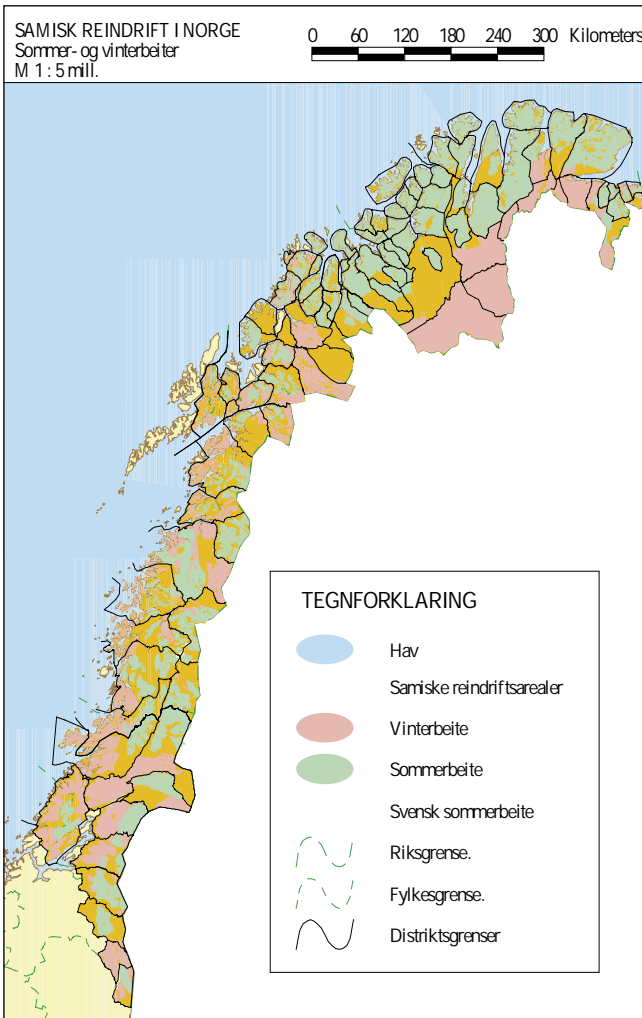 SAMISK REINDRIFT I NORGE
Sommer- og vinterbeiter
M 1 : 5 mill.
0 60 120 180 240 300 Kilometers
TEGNFORKLARING
Hav
Samiske reindriftsarealer
Vinterbeite
Sommerbeite
Svensk sommerbeite
Riksgrense.
Fylkesgrense.
Distriktsgrenser